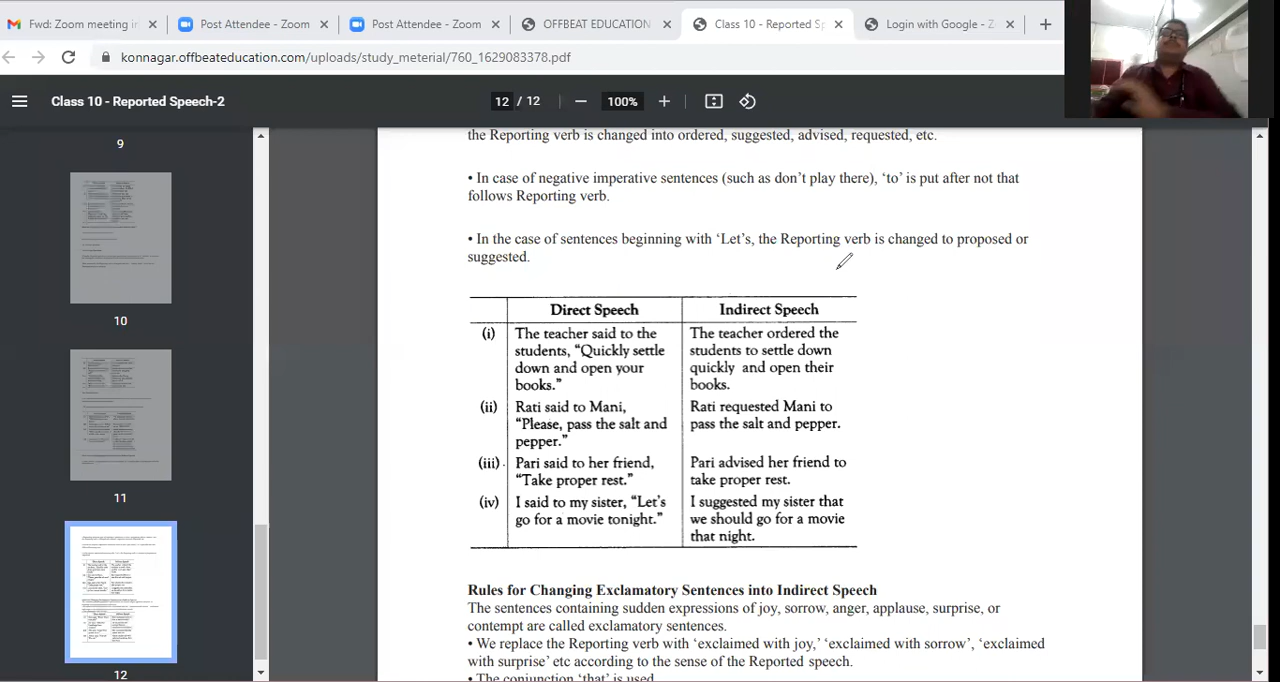 Fwd: Zoom meeting in
Post Attendee - Zoom
Post Attendee - Zoom
OFFBEAT EDUCATION
Class 10 - Reported Sp
Login with Google - Z
konnagar.offbeateducation.com/uploads/study_meterial/760_1629083378.pdf
Class 10 - Reported Speech-2
12 / 12
100%
9
10
11
12
the Reporting verb is changed into ordered, suggested, advised, requested, etc.
• In case of negative imperative sentences (such as don’t play there), ‘to’ is put after not that
follows Reporting verb.
• In the case of sentences beginning with ‘Let’s, the Reporting verb is changed to proposed or
suggested.
Direct Speech Indirect Speech
(i) The teacher said to the The teacher ordered the
students, “Quickly settle students to settle down
down and open your quickly and open their
books.” books.
(ii) Rati said to Mani, Rati requested Mani to
“Please, pass the salt and pass the salt and pepper.
pepper.”
(iii) Pari said to her friend, Pari advised her friend to
“Take proper rest.” take proper rest.
(iv) I said to my sister, “Let’s I suggested my sister that
go for a movie tonight.” we should go for a movie
that night.
Rules for Changing Exclamatory Sentences into Indirect Speech
The sentences containing sudden expressions of joy, sorrow, anger, applause, surprise, or
contempt are called exclamatory sentences.
• We replace the Reporting verb with ‘exclaimed with joy,’ ‘exclaimed with sorrow’, ‘exclaimed
with surprise’ etc according to the sense of the Reported speech.
• The conjunction ‘that’ is used